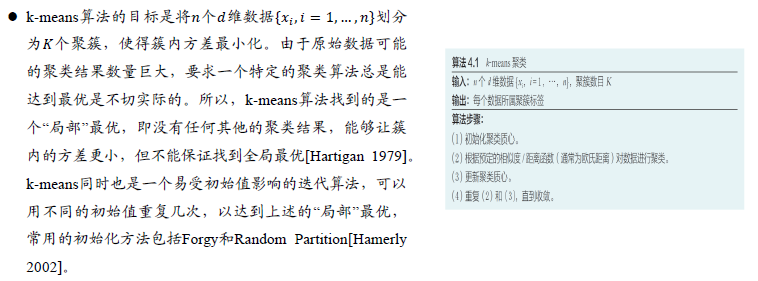 ● k-means算法的目标是将𝑛个𝑑维数据{𝑥𝑖, 𝑖 = 1, … , 𝑛}划分
为𝐾个聚簇，使得簇内方差最小化。由于原始数据可能
的聚类结果数量巨大，要求一个特定的聚类算法总是能
达到最优是不切实际的。所以，k-means算法找到的是一
个“局部”最优，即没有任何其他的聚类结果，能够让簇
内的方差更小，但不能保证找到全局最优[Hartigan 1979]。
k-means同时也是一个易受初始值影响的迭代算法，可以
用不同的初始值重复几次，以达到上述的“局部”最优，
常用的初始化方法包括Forgy和Random Partition[Hamerly
2002]。
算法 4.1 k-means 聚类
输入：n 个 d 维数据 {xi, i=1, …, n}，聚簇数目 K
输出：每个数据所属聚簇标签
算法步骤：
(1) 初始化聚类质心。
(2) 根据预定的相似度 / 距离函数 ( 通常为欧氏距离 ) 对数据进行聚类。
(3) 更新聚类质心。
(4) 重复 (2) 和 (3)，直到收敛。